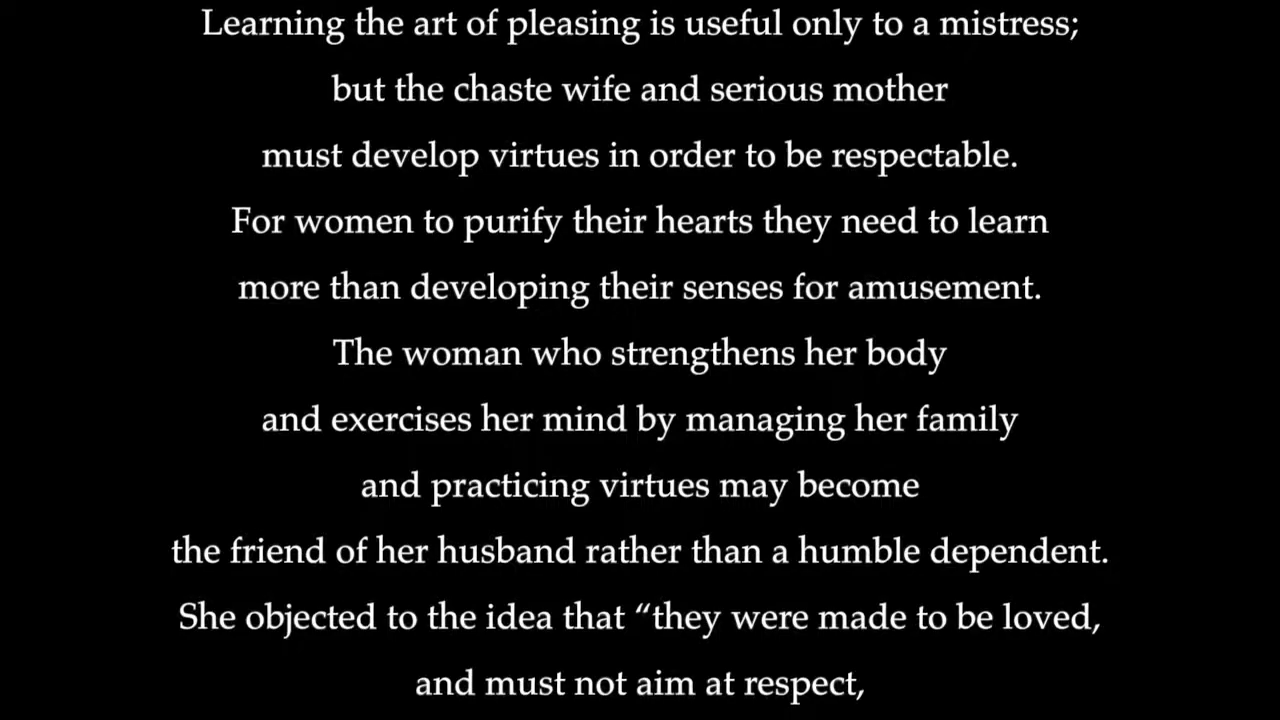 Learning the art of pleasing is useful only to a mistress;
but the chaste wife and serious mother
must develop virtues in order to be respectable.
For women to purify their hearts they need to learn
more than developing their senses for amusement.
The woman who strengthens her body
and exercises her mind by managing her family
and practicing virtues may become
the friend of her husband rather than a humble dependent.
She objected to the idea that “they were made to be loved,
and must not aim at respect,